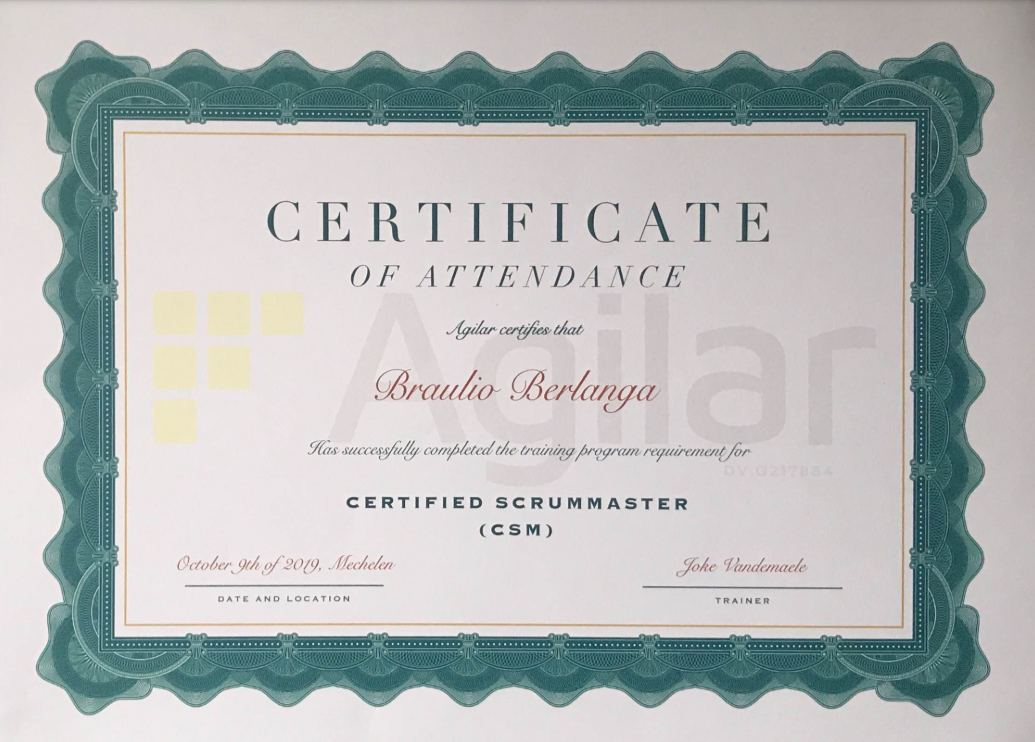 CERTIFICATE
OF ATTENDANCE
Agilar certifies that
Agilar
Braulio Berlanga
Has successfully completed the training program requirement for
DV.0217884
CERTIFIED SCRUMMASTER
(CSM)
October 9th of 2019, Mechelen
Joke Vandemaele
DATE AND LOCATION
TRAINER